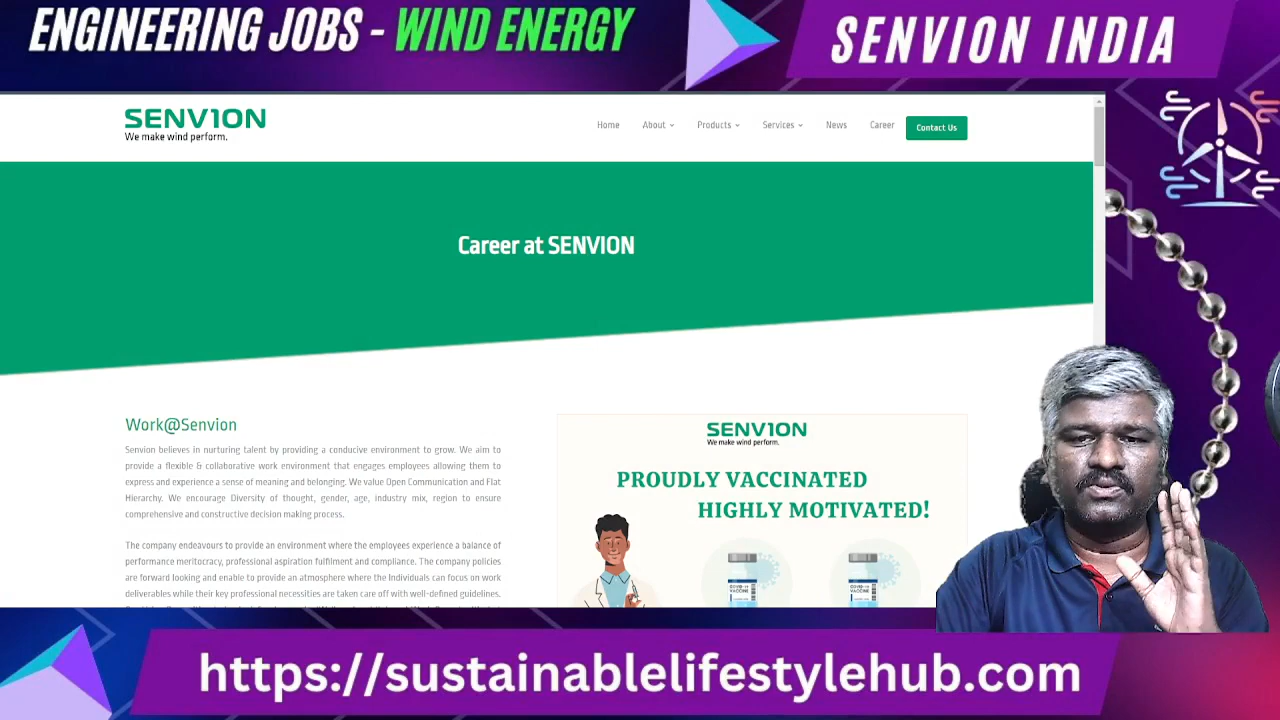 ENGINEERING JOBS - WIND ENERGY
SENVION INDIA
SENVION
We make wind perform.
Home
About
Products
Services
News
Career
Contact Us
Career at SENVION
Work@Senvion
Senvion believes in nurturing talent by providing a conducive environment to grow. We aim to
provide a flexible & collaborative work environment that engages employees allowing them to
express and experience a sense of meaning and belonging. We value Open Communication and Flat
Hierarchy. We encourage Diversity of thought, gender, age, industry mix, region to ensure
comprehensive and constructive decision making process.
The company endeavours to provide an environment where the employees experience a balance of
performance meritocracy, professional aspiration fulfilment and compliance. The company policies
are forward looking and enable to provide an atmosphere where the Individuals can focus on work
deliverables while their key professional necessities are taken care off with well-defined guidelines.
SENVION
We make wind perform.
PROUDLY VACCINATED
HIGHLY MOTIVATED!
COVID-19
VACCINE
COVID-19
VACCINE
https://sustainablelifestylehub.com